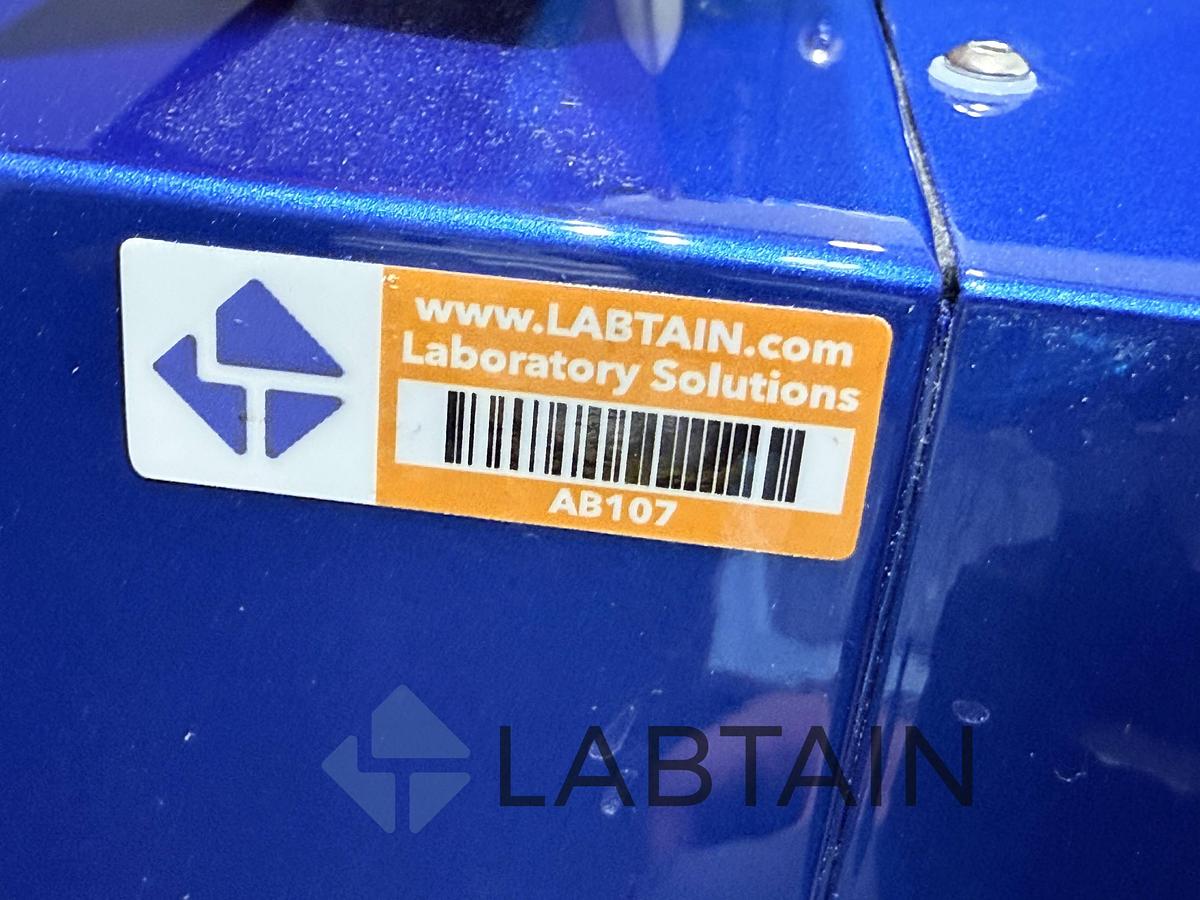 www.LABTAIN.com
Laboratory Solutions
AB107
LABTAIN